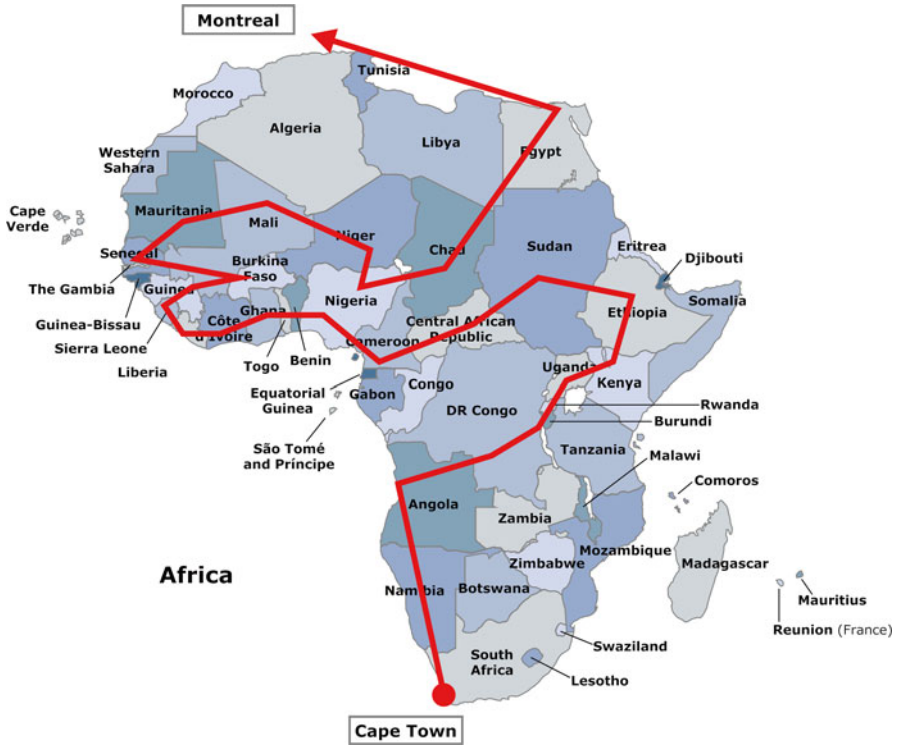 Montreal
Tunisia
Morocco
Algeria
Libya
Egypt
Western
Sahara
Mauritania
Mali
Niger
Chad
Sudan
Eritrea
Djibouti
Cape
Verde
Senegal
The Gambia
Guinea-Bissau
Guinea
Sierra Leone
Liberia
Burkina
Faso
Côte
d'Ivoire
Ghana
Togo
Benin
Nigeria
Cameroon
Central African
Republic
Ethiopia
Somalia
Equatorial
Guinea
Gabon
Congo
DR Congo
Uganda
Kenya
Rwanda
Burundi
São Tomé
and Príncipe
Tanzania
Malawi
Comoros
Angola
Zambia
Mozambique
Madagascar
Zimbabwe
Africa
Namibia
Botswana
Mauritius
Reunion (France)
Swaziland
South
Africa
Lesotho
Cape Town